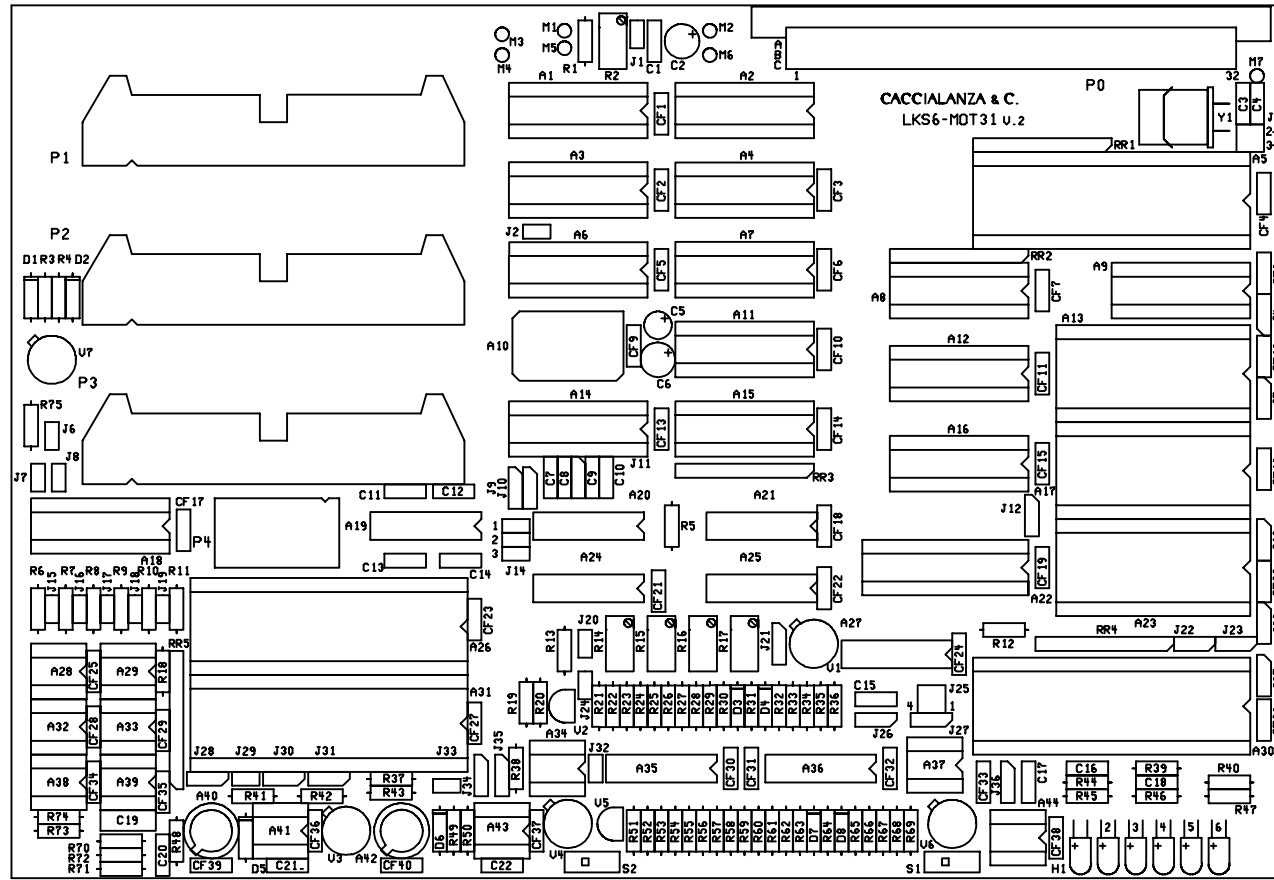 M1 M2
M3 M5
M4 R1 R2 J1 C1 C2 M6
A B C
A1 A2 1 32 M7
P0
CACCIALANZA & C.
LKS6-MOT31 V.2
CF1 Y1 C3 C4 J
2
3
P1 A3 A4 RR1 A5
CF2 CF3 CF4
P2 J2 A6 A7 RR2 A9
D1 R3 R4 D2 CF5 CF6 A8 CF7
C5 A11 A13
V7 A10 CF9 CF10 A12
P3 C6 CF11
R75 A14 A15
J6 CF13 CF14 A16
J7 J8 J11 CF15
J9 J10 C7 C8 C9 C10 RR3
C11 C12 A17
CF17 A20 A21 J12
A19 1 R5 CF18
P4 2
A18 3 A24 A25
C13 C14 J14 CF21 CF22 CF19
R6 J15 R7 J16 R8 J17 R9 J18 R10 J19 R11 A22
CF23 J20 A27 A23
RR5 A26 R13 R14 R15 R16 R17 J21 R12 RR4 J22 J23
A28 CF25 A29 R18 V1 CF24
A31 R19 R20 J24 R21 R22 R23 R24 R25 R26 R27 R28 R29 R30 D3 R31 D4 R32 R33 R34 R35 R36 C15 J25
A32 CF28 A33 CF29 CF27 V2 4 1
J26 J27
J28 J29 J30 J31 J33 J35 A34 A30
A38 CF34 A39 CF35 R37 J34 R38 J32 A35 CF30 CF31 A36 CF32 A37 CF33 J36 C17 C16 R39 R40
R41 R42 R43 R44 C18
A40 R45 R46 R47
R74 C19 V5 A44
R73 R48 A41 CF36 D6 R49 R50 A43 CF37 R51 R52 R53 R54 R55 R56 R57 R58 R59 R60 R61 R62 R63 D7 R64 D8 R65 R66 R67 R68 R69 CF38 2 3 4 5 6
R70 V3 A42 V4 V6
R72 C20
R71 CF39 D5 C21 CF40 C22 S2 S1 H1